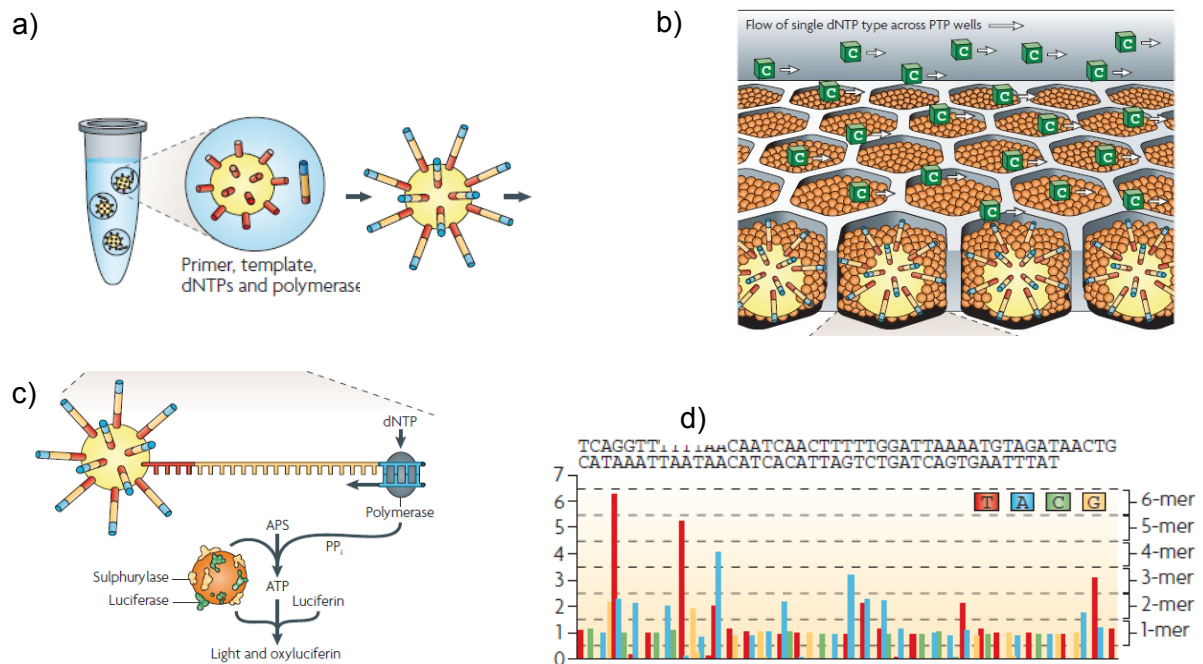 a)
Primer, template,
dNTPs and polymerase
b)
Flow of single dNTP type across PTP wells
C C C C C
C C C
C C C
C C C
C C C C
C
c)
dNTP
Polymerase
APS
PPi
Sulphurylase
Luciferase
ATP
Luciferin
Light and oxyluciferin
d)
TCAGGTTTTTTAACAATCAACTTTTTGGATTAAAATGTAGATAACTG
CATAAATTAATAACATCACATTAGTCTGATCAGTGAATTTAT
7
6
5
4
3
2
1
0
T A C G
6-mer
5-mer
4-mer
3-mer
2-mer
1-mer